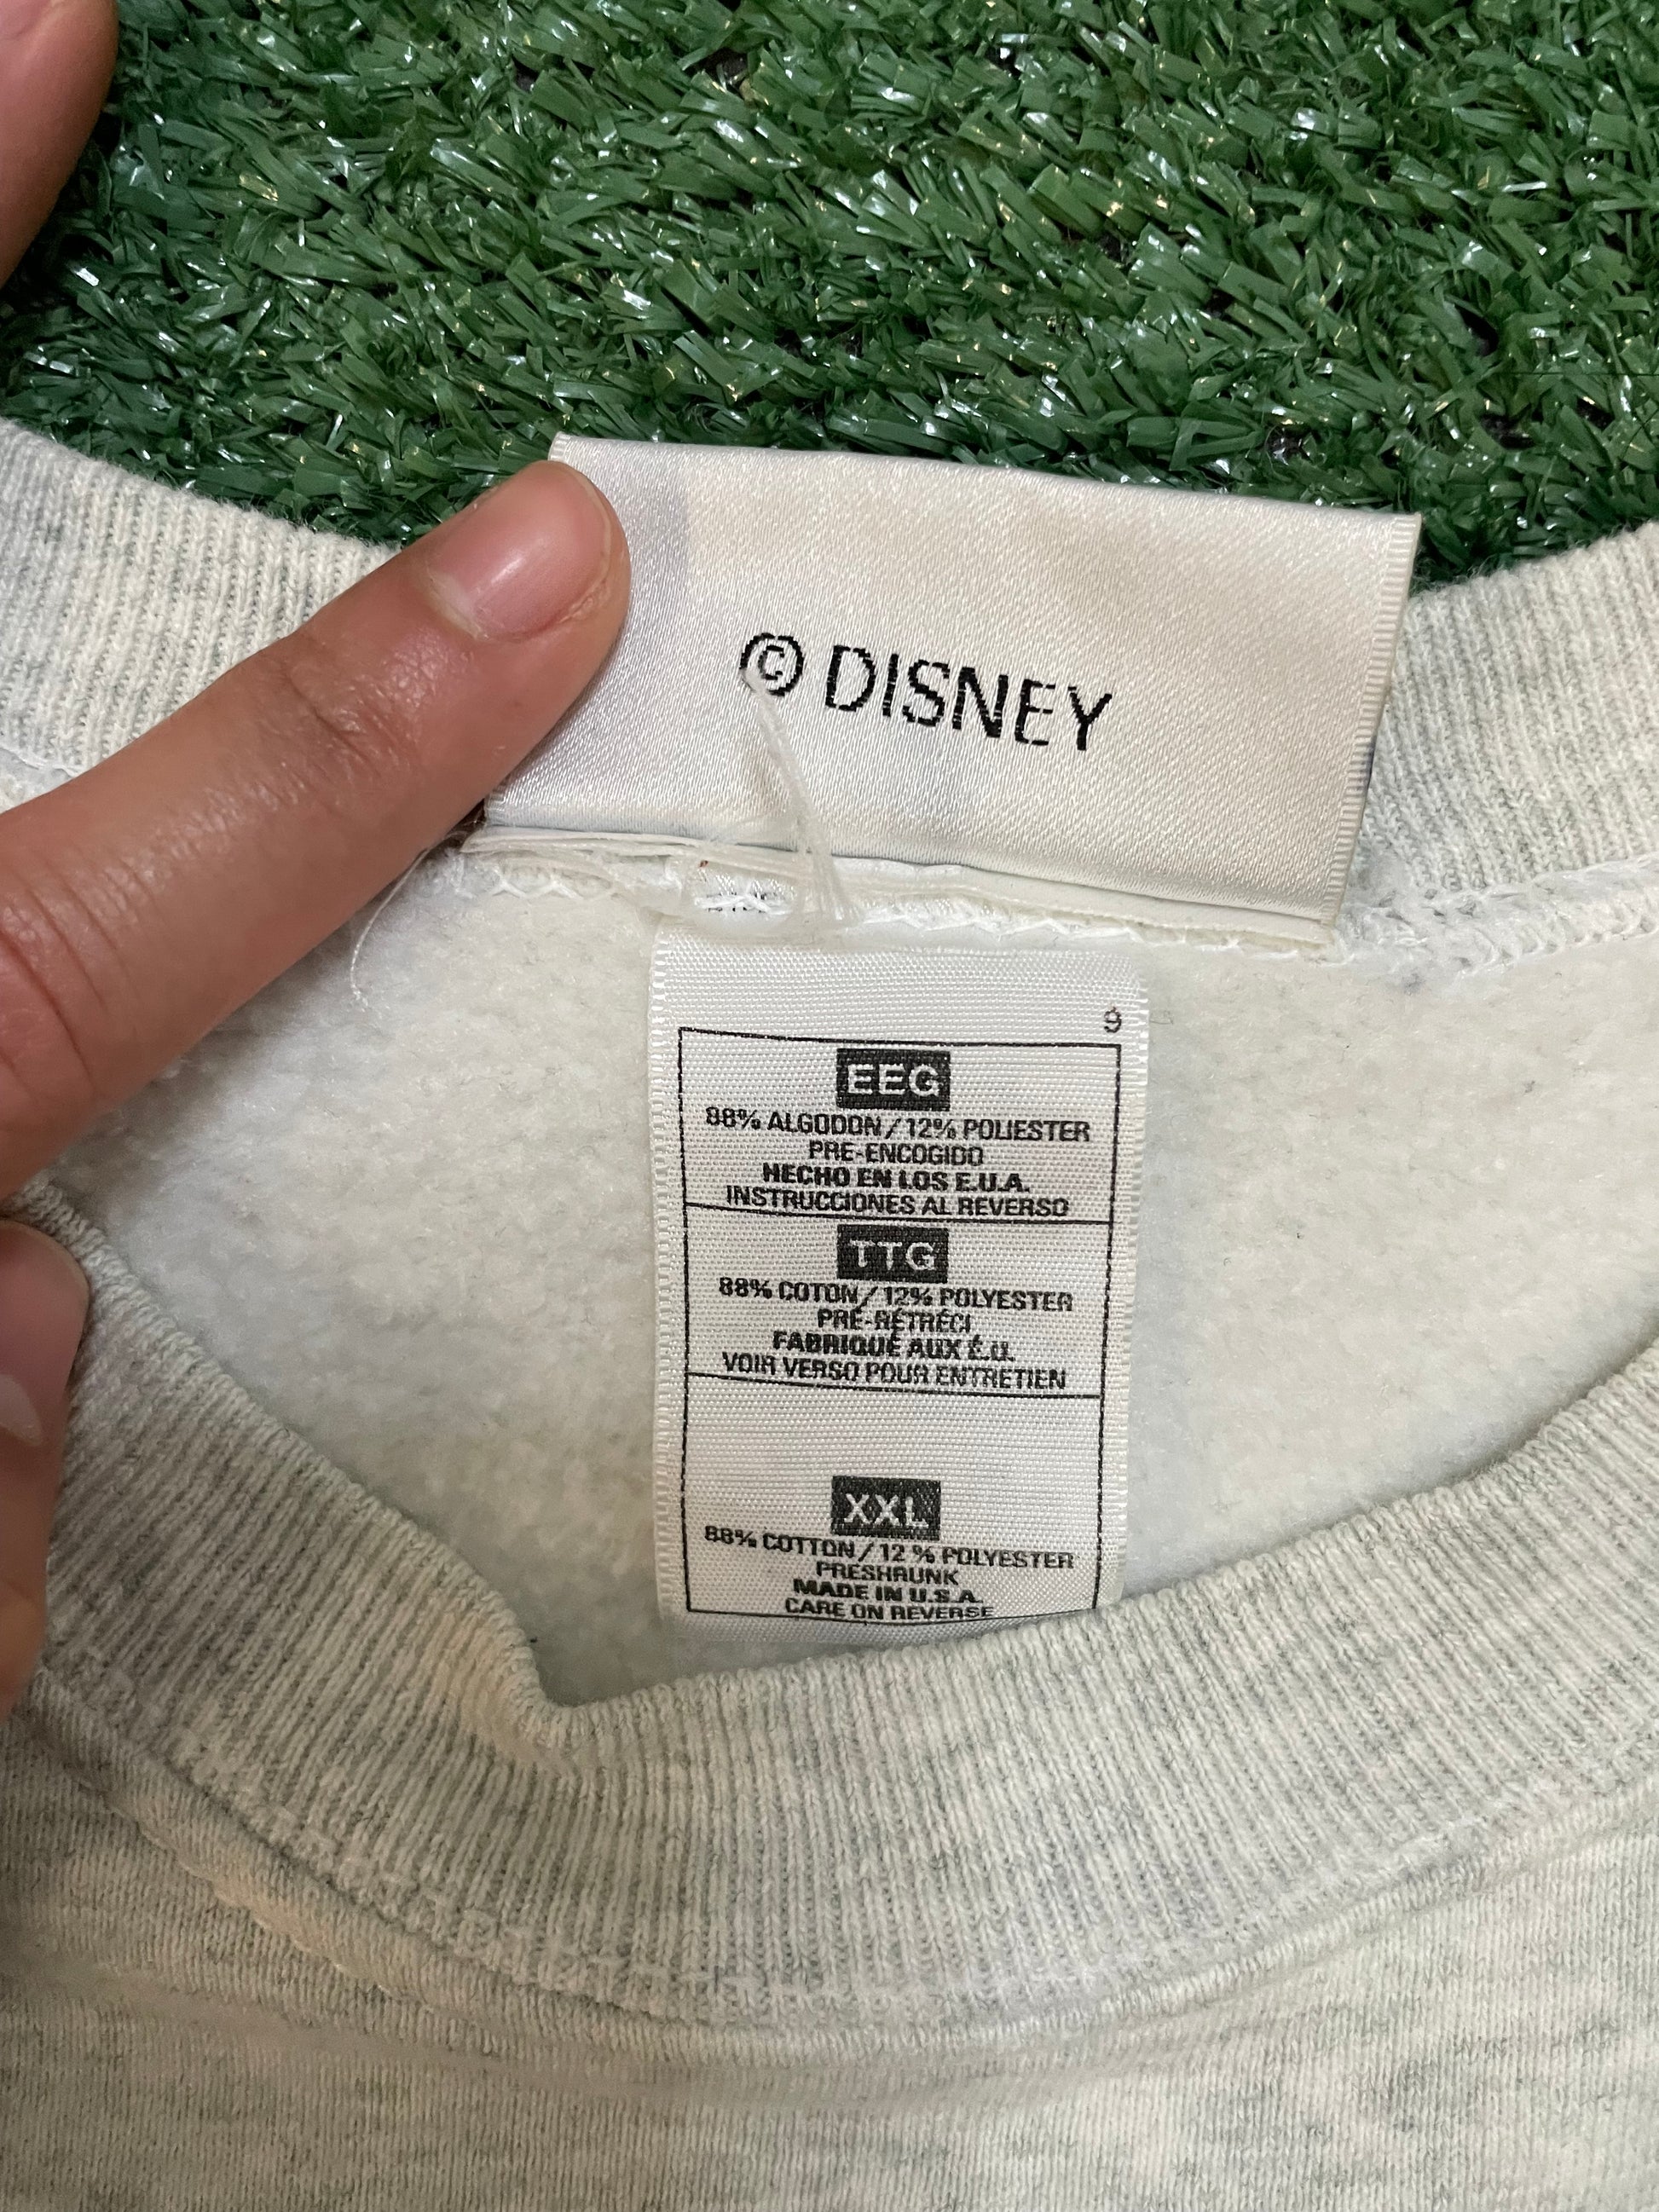 © DISNEY
9
EEG
88% ALGODON / 12% POLIESTER
PRE-ENCOGIDO
HECHO EN LOS E.U.A.
INSTRUCCIONES AL REVERSO
TTG
88% COTON / 12% POLYESTER
PRÉ-RÉTRÉCI
FABRIQUÉ AUX É.U.
VOIR VERSO POUR ENTRETIEN
XXL
88% COTTON / 12 % POLYESTER
PRESHRUNK
MADE IN U.S.A.
CARE ON REVERSE